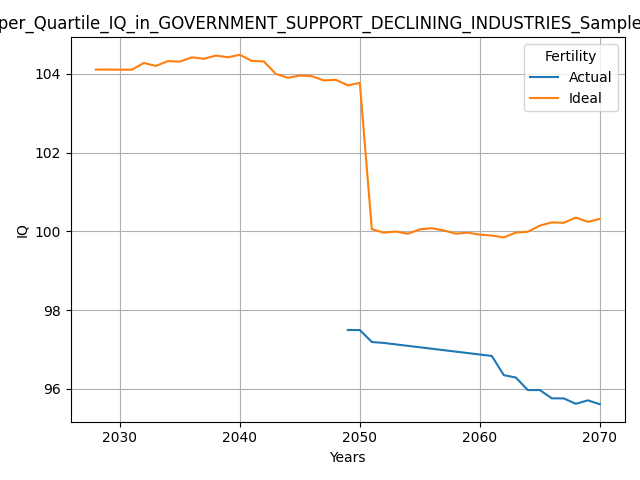 per_Quartile_IQ_in_GOVERNMENT_SUPPORT_DECLINING_INDUSTRIES_Sample
Fertility
Actual
Ideal
104
102
100
98
96
IQ
2030 2040 2050 2060 2070
Years